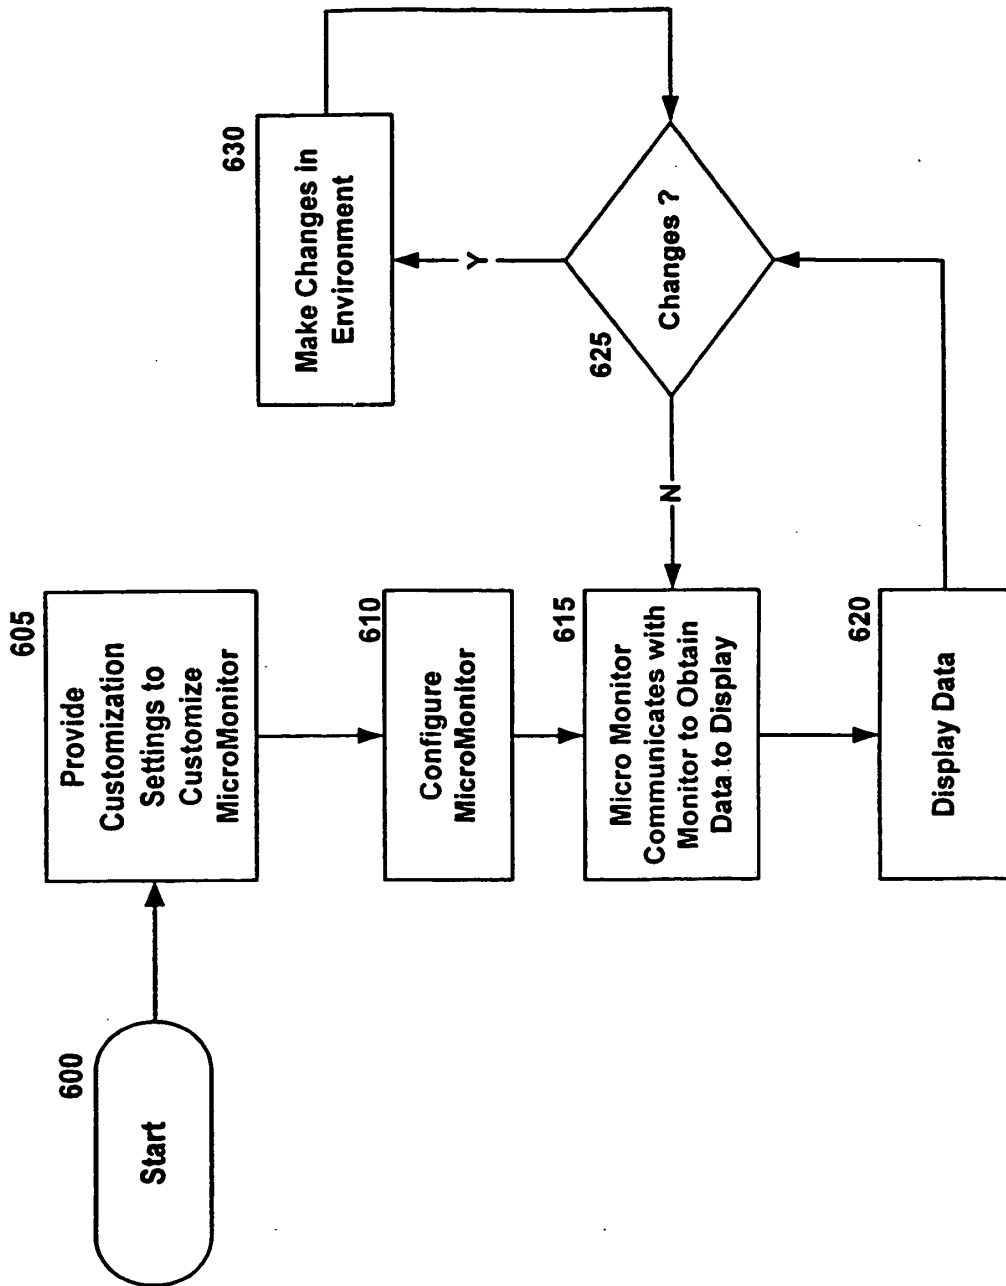 600
Start
605
Provide
Customization
Settings to
Customize
MicroMonitor
610
Configure
MicroMonitor
615
Micro Monitor
Communicates with
Monitor to Obtain
Data to Display
620
Display Data
625
Changes ?
N
Y
630
Make Changes in
Environment